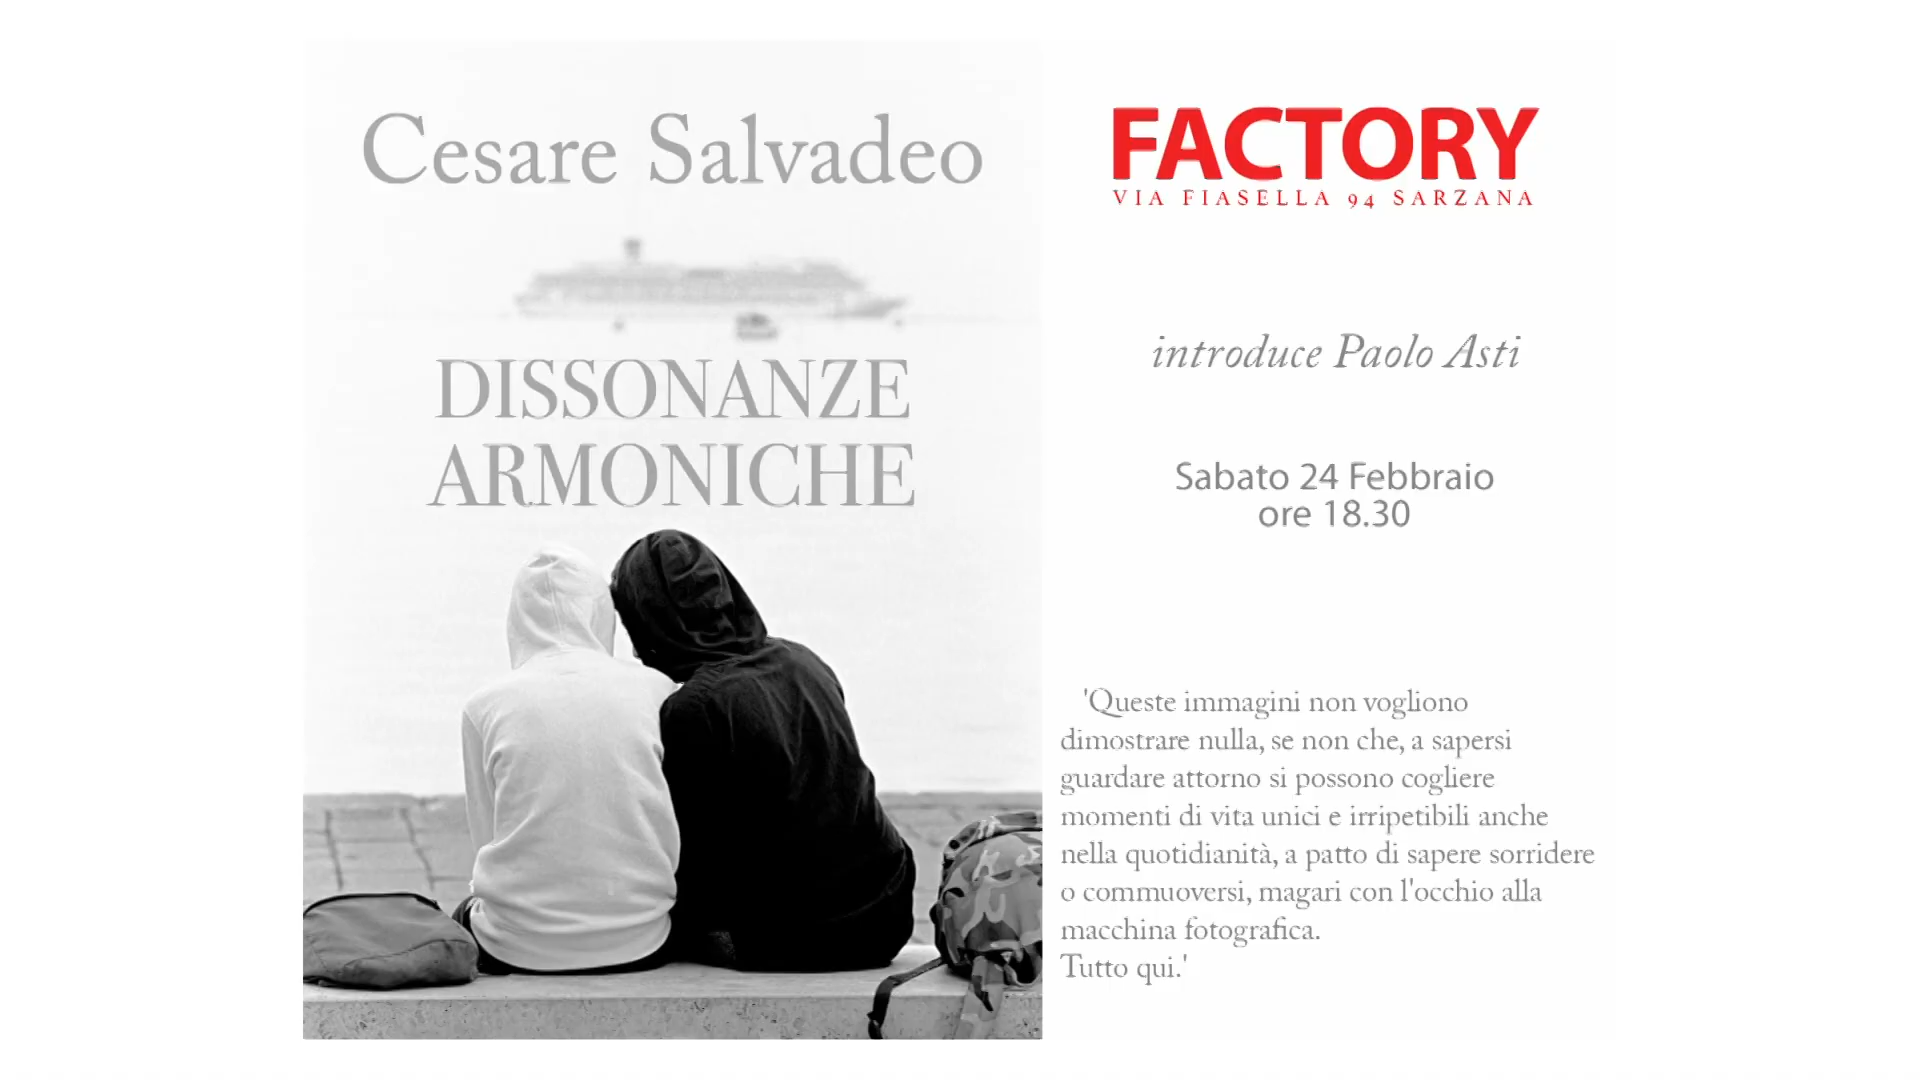 Cesare Salvadeo
DISSONANZE
ARMONICHE
FACTORY
VIA FIASELLA 94 SARZANA
introduce Paolo Asti
Sabato 24 Febbraio
ore 18.30
'Queste immagini non vogliono
dimostrare nulla, se non che, a sapersi
guardare attorno si possono cogliere
momenti di vita unici e irripetibili anche
nella quotidianità, a patto di sapere sorridere
o commuoversi, magari con l'occhio alla
macchina fotografica.
Tutto qui.'